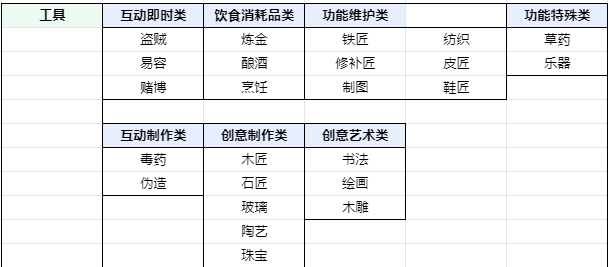 工具 互动即时类 饮食消耗品类 功能维护类 功能特殊类
盗贼 炼金 铁匠 纺织 草药
易容 酿酒 修补匠 皮匠 乐器
赌博 烹饪 制图 鞋匠
互动制作类 创意制作类 创意艺术类
毒药 木匠 书法
伪造 石匠 绘画
玻璃 木雕
陶艺
珠宝